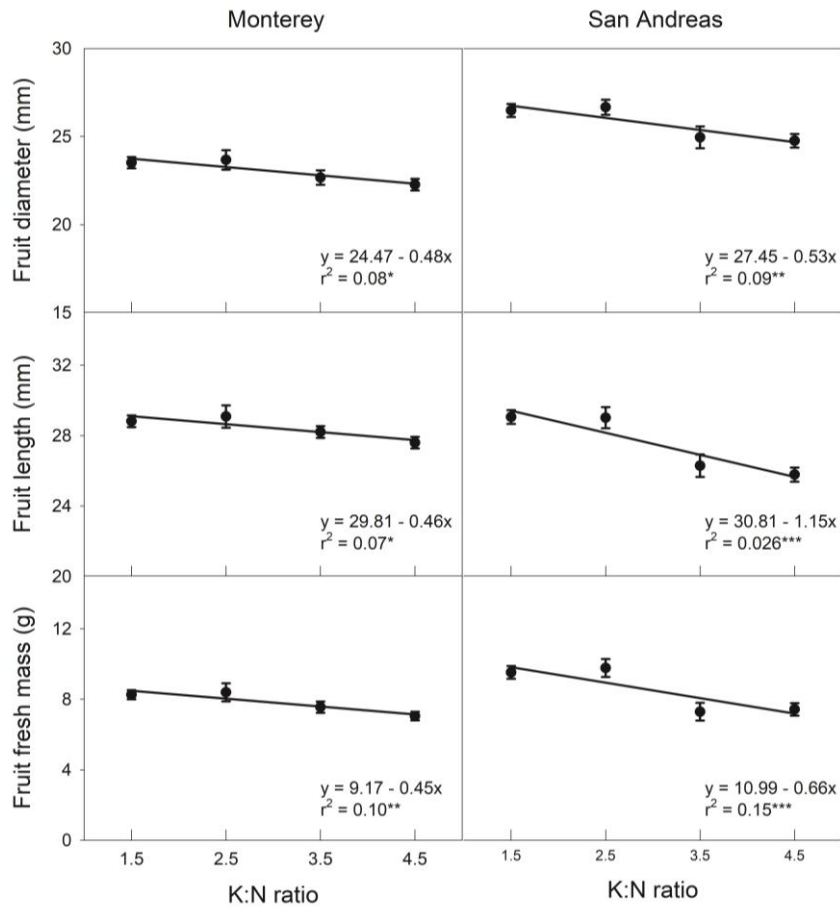 Monterey
San Andreas
Fruit diameter (mm)
30
25
20
15
y = 24.47 - 0.48x
r² = 0.08*
y = 27.45 - 0.53x
r² = 0.09**
Fruit length (mm)
32
28
24
20
y = 29.81 - 0.46x
r² = 0.07*
y = 30.81 - 1.15x
r² = 0.026***
Fruit fresh mass (g)
12
8
4
0
y = 9.17 - 0.45x
r² = 0.10**
y = 10.99 - 0.66x
r² = 0.15***
1.5 2.5 3.5 4.5
1.5 2.5 3.5 4.5
K:N ratio
K:N ratio